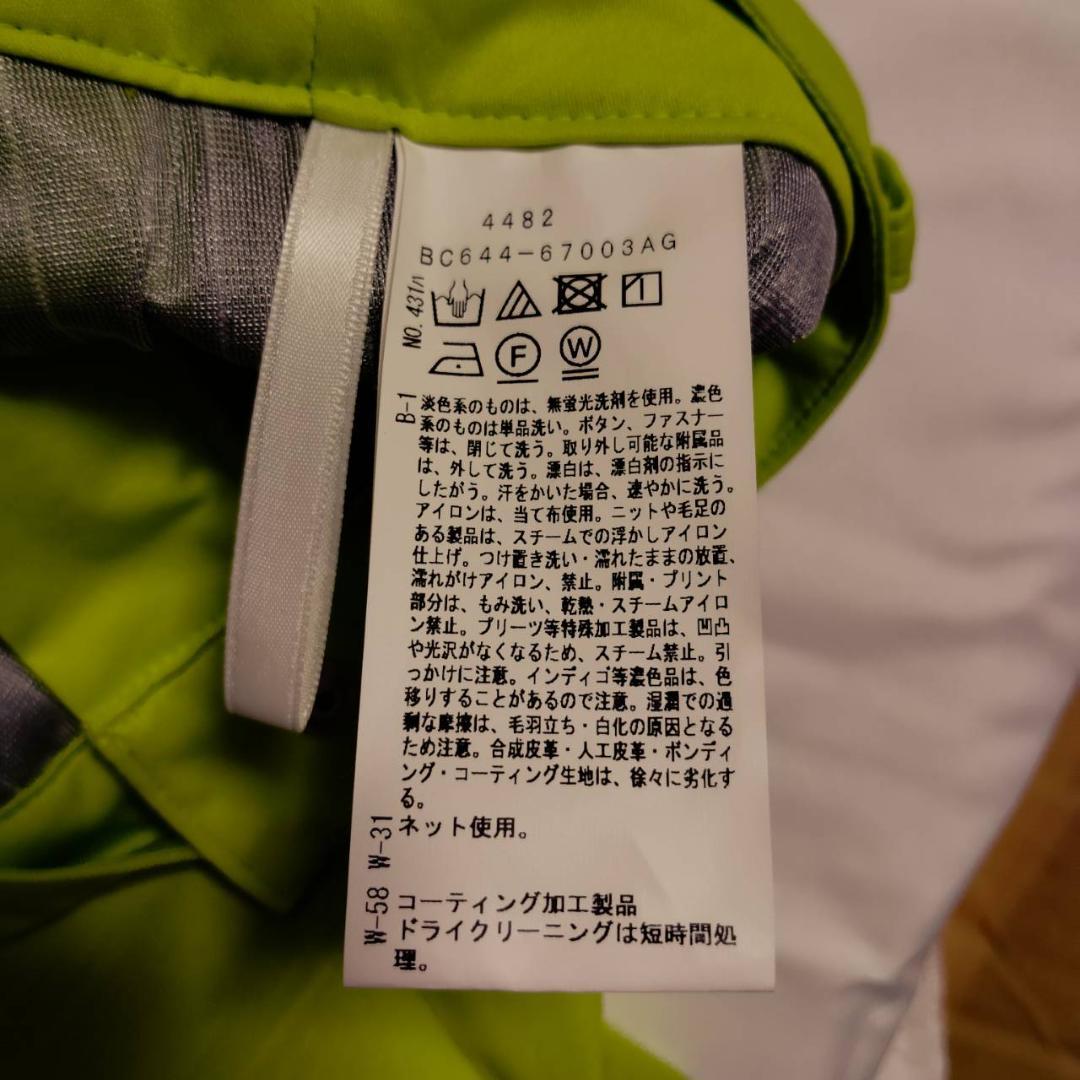 4482
BC644-67003AG
NO. 431/1
F
W
B-1
淡色系のものは、無蛍光洗剤を使用。濃色
系のものは単品洗い。ボタン、ファスナー
等は、閉じて洗う。取り外し可能な附属品
は、外して洗う。漂白は、漂白剤の指示に
したがう。汗をかいた場合、速やかに洗う。
アイロンは、当て布使用。ニットや毛足の
ある製品は、スチームでの浮かしアイロン
仕上げ。つけ置き洗い・濡れたままの放置、
濡れがけアイロン、禁止。附属・プリント
部分は、もみ洗い、乾熱・スチームアイロ
ン禁止。プリーツ等特殊加工製品は、凹凸
や光沢がなくなるため、スチーム禁止。引
っかけに注意。インディゴ等濃色品は、色
移りすることがあるので注意。湿潤での過
剰な摩擦は、毛羽立ち・白化の原因となる
ため注意。合成皮革・人工皮革・ボンディ
ング・コーティング生地は、徐々に劣化す
る。
W-31
ネット使用。
W-58
コーティング加工製品
ドライクリーニングは短時間処
理。